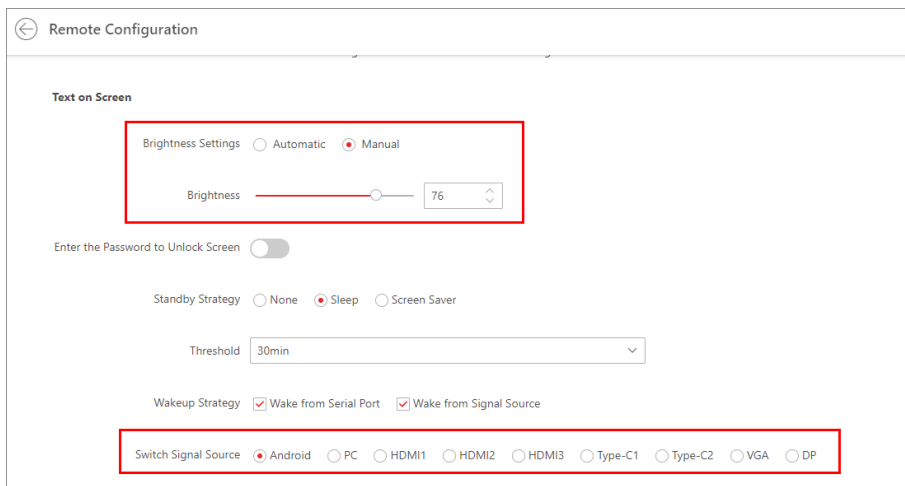 Remote Configuration
Text on Screen
Brightness Settings Automatic Manual
Brightness 76
Enter the Password to Unlock Screen
Standby Strategy None Sleep Screen Saver
Threshold 30min
Wakeup Strategy Wake from Serial Port Wake from Signal Source
Switch Signal Source Android PC HDMI1 HDMI2 HDMI3 Type-C1 Type-C2 VGA DP